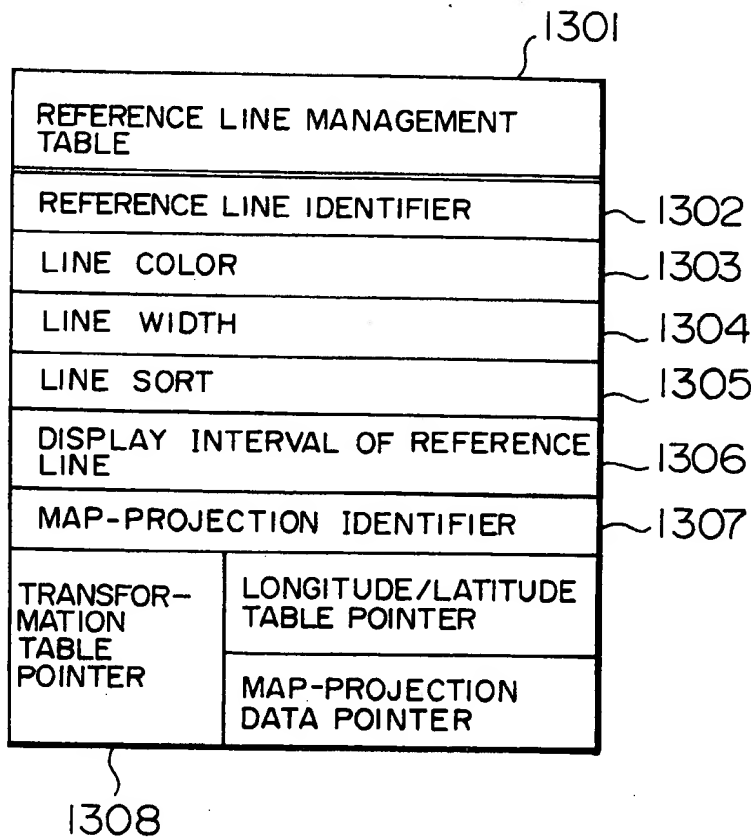 1301
REFERENCE LINE MANAGEMENT
TABLE
REFERENCE LINE IDENTIFIER
1302
LINE COLOR
1303
LINE WIDTH
1304
LINE SORT
1305
DISPLAY INTERVAL OF REFERENCE
LINE
1306
MAP-PROJECTION IDENTIFIER
1307
TRANSFOR-
MATION
TABLE
POINTER
LONGITUDE/LATITUDE
TABLE POINTER
MAP-PROJECTION
DATA POINTER
1308